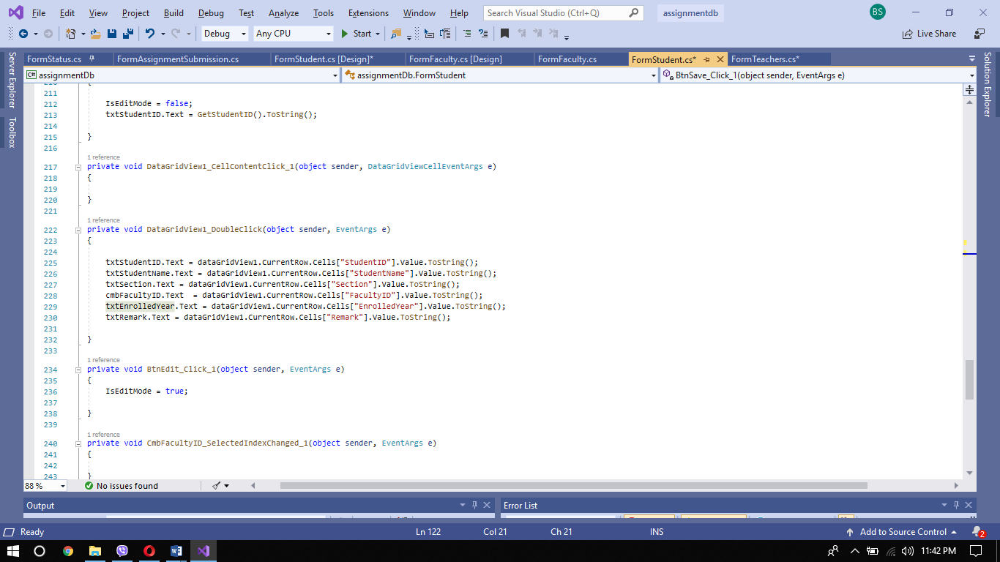 File Edit View Project Build Debug Test Analyze Tools Extensions Window Help Search Visual Studio (Ctrl+Q) assignmentdb BS
Debug Any CPU Start Live Share
FormStatus.cs FormAssignmentSubmission.cs FormStudent.cs [Design]* FormFaculty.cs [Design] FormFaculty.cs FormStudent.cs* FormTeachers.cs*
C# assignmentDb assignmentDb.FormStudent BtnSave_Click_1(object sender, EventArgs e)
Server Explorer
Toolbox
Solution Explorer
210 {
211
212 IsEditMode = false;
213 txtStudentID.Text = GetStudentID().ToString();
214
215 }
216
1 reference
217 private void DataGridView1_CellContentClick_1(object sender, DataGridViewCellEventArgs e)
218 {
219
220 }
221
1 reference
222 private void DataGridView1_DoubleClick(object sender, EventArgs e)
223 {
224
225 txtStudentID.Text = dataGridView1.CurrentRow.Cells["StudentID"].Value.ToString();
226 txtStudentName.Text = dataGridView1.CurrentRow.Cells["StudentName"].Value.ToString();
227 txtSection.Text = dataGridView1.CurrentRow.Cells["Section"].Value.ToString();
228 cmbFacultyID.Text  = dataGridView1.CurrentRow.Cells["FacultyID"].Value.ToString();
229 txtEnrolledYear.Text = dataGridView1.CurrentRow.Cells["EnrolledYear"].Value.ToString();
230 txtRemark.Text = dataGridView1.CurrentRow.Cells["Remark"].Value.ToString();
231
232 }
233
1 reference
234 private void BtnEdit_Click_1(object sender, EventArgs e)
235 {
236 IsEditMode = true;
237
238 }
239
1 reference
240 private void CmbFacultyID_SelectedIndexChanged_1(object sender, EventArgs e)
241 {
242
243 }
88 % No issues found
Output Error List
Ready Ln 122 Col 21 Ch 21 INS Add to Source Control 2
11:42 PM